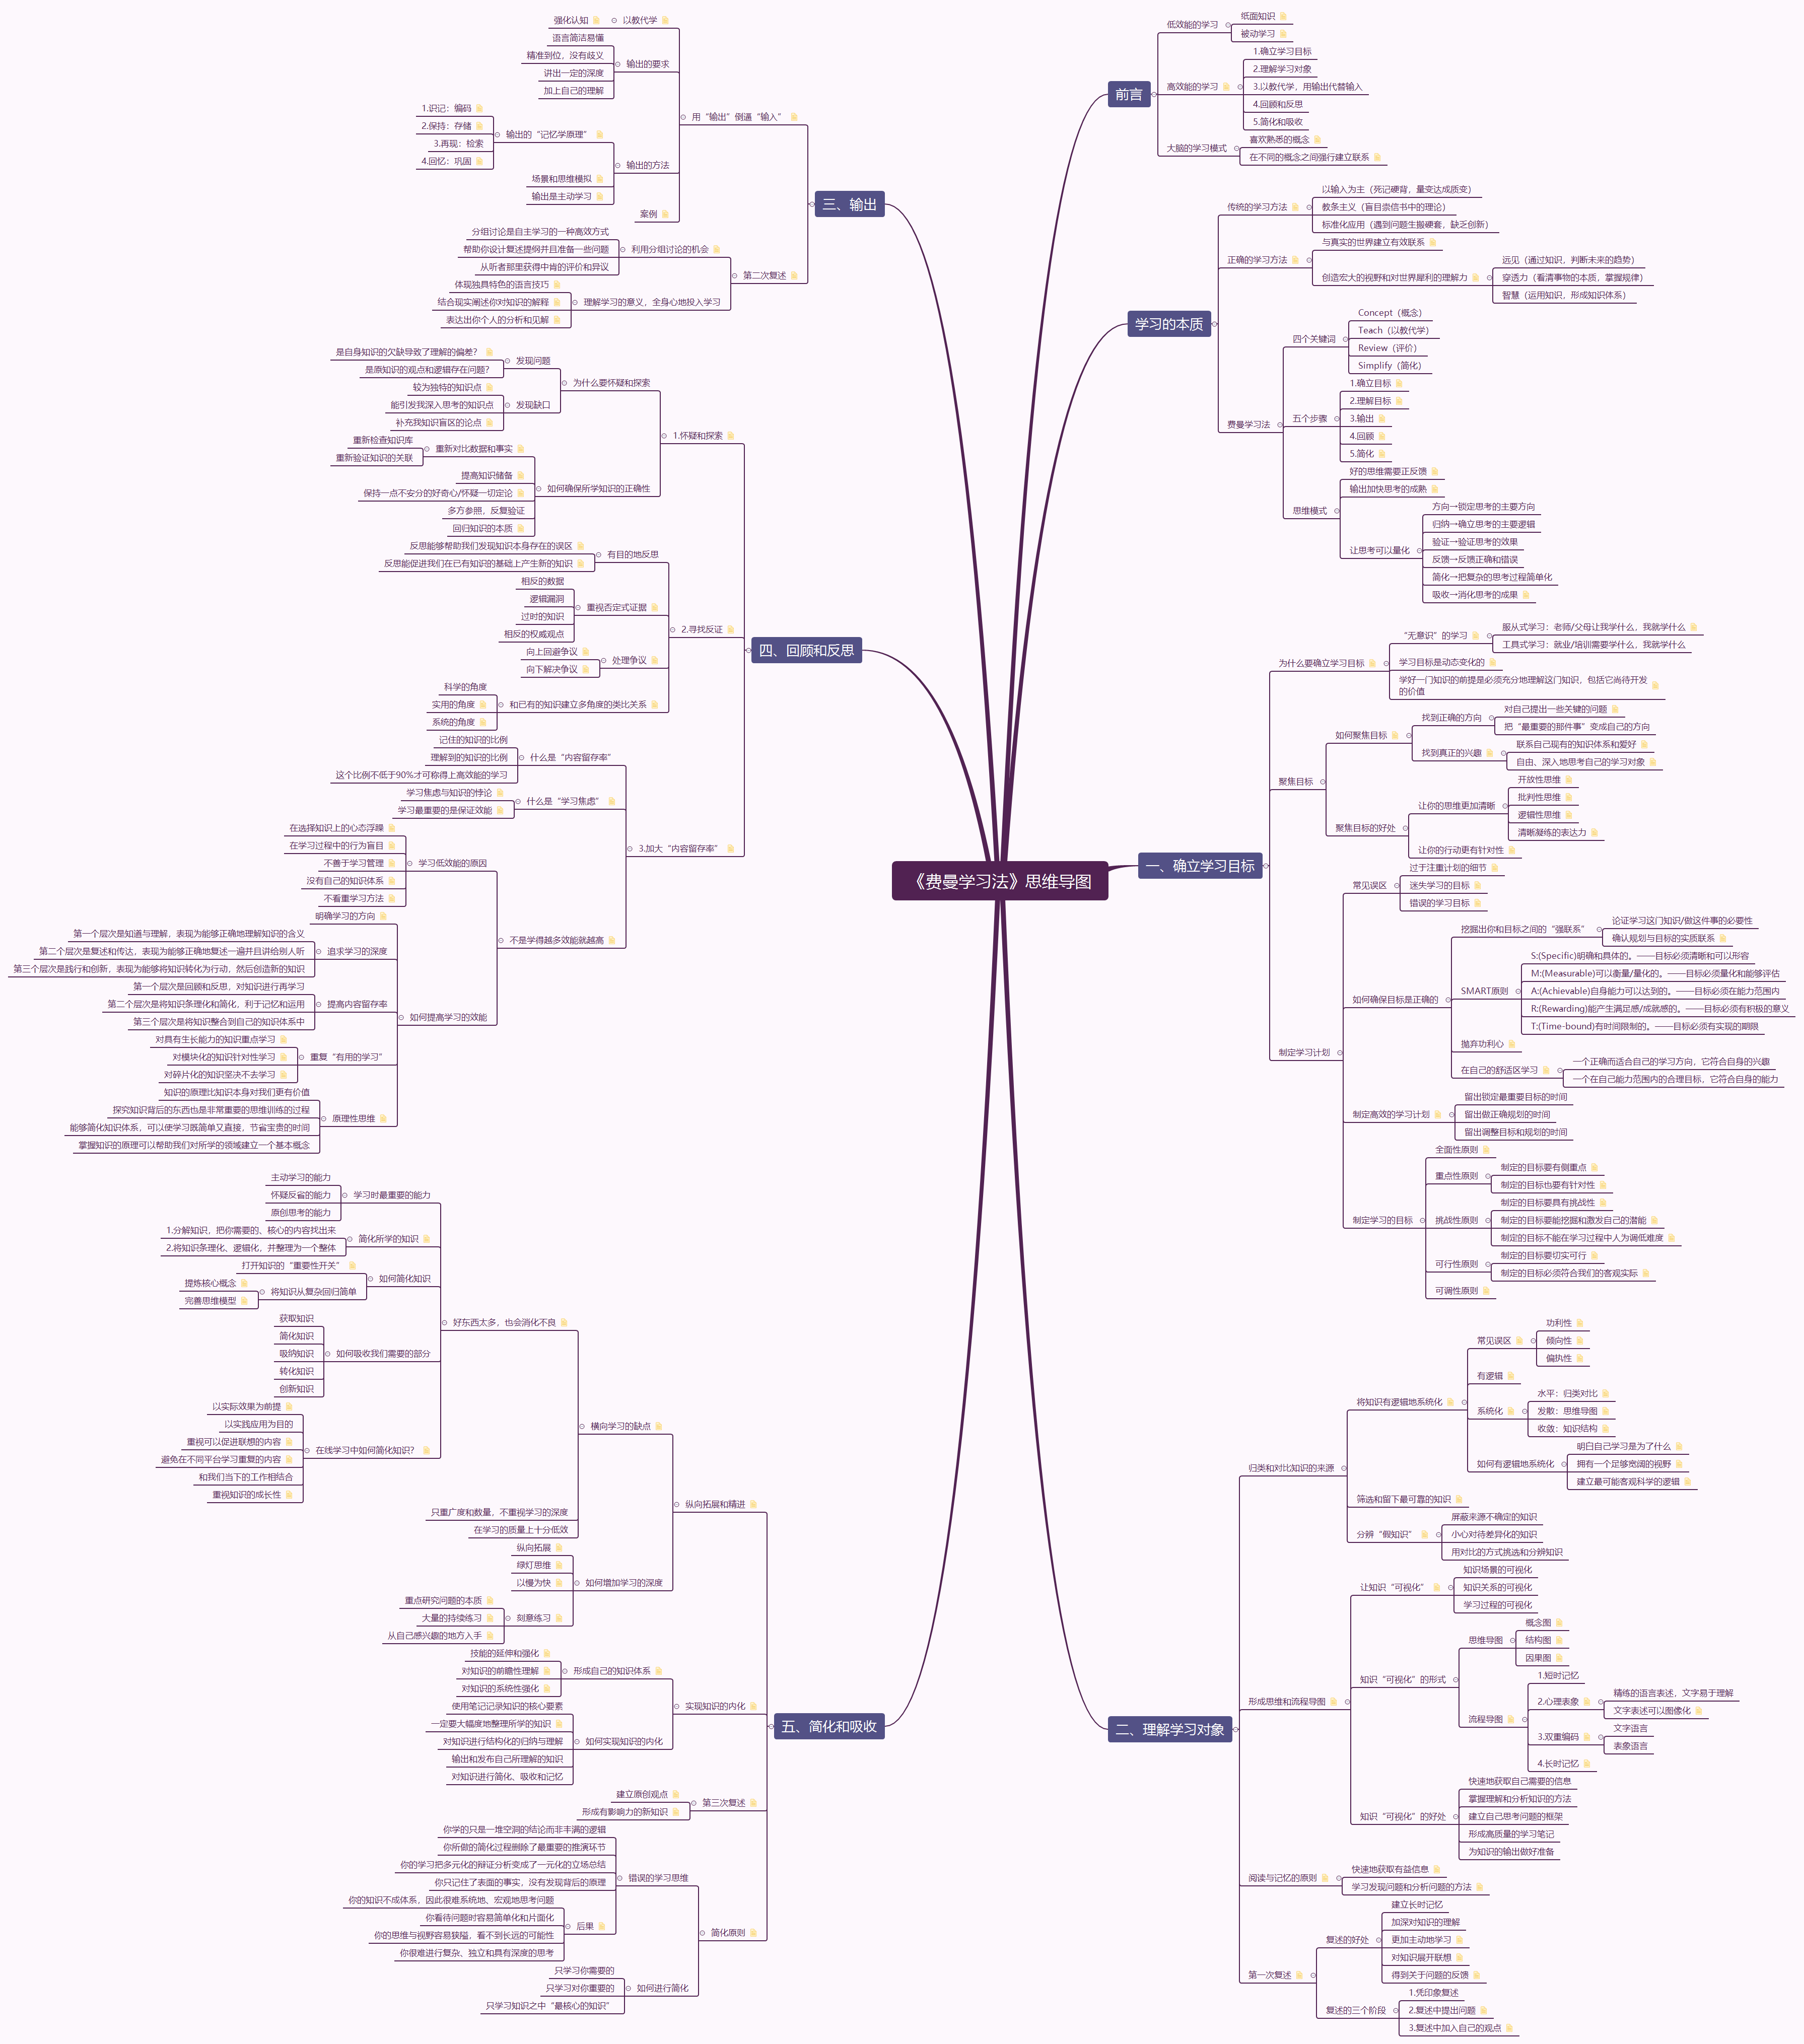 《费曼学习法》思维导图
前言
低效能的学习
纸面知识
被动学习
高效能的学习
1.确立学习目标
2.理解学习对象
3.以教代学，用输出代替输入
4.回顾和反思
5.简化和吸收
大脑的学习模式
喜欢熟悉的概念
在不同的概念之间强行建立联系
学习的本质
传统的学习方法
以输入为主（死记硬背，量变达成质变）
教条主义（盲目崇信书中的理论）
标准化应用（遇到问题生搬硬套，缺乏创新）
正确的学习方法
与真实的世界建立有效联系
创造宏大的视野和对世界犀利的理解力
远见（通过知识，判断未来的趋势）
穿透力（看清事物的本质，掌握规律）
智慧（运用知识，形成知识体系）
费曼学习法
四个关键词
Concept（概念）
Teach（以教代学）
Review（评价）
Simplify（简化）
五个步骤
1.确立目标
2.理解目标
3.输出
4.回顾
5.简化
思维模式
好的思维需要正反馈
输出加快思考的成熟
让思考可以量化
方向→锁定思考的主要方向
归纳→确立思考的主要逻辑
验证→验证思考的效果
反馈→反馈正确和错误
简化→把复杂的思考过程简单化
吸收→消化思考的成果
一、确立学习目标
为什么要确立学习目标
“无意识”的学习
服从式学习：老师/父母让我学什么，我就学什么
工具式学习：就业/培训需要学什么，我就学什么
学习目标是动态变化的
学好一门知识的前提是必须充分地理解这门知识，包括它尚待开发
的价值
聚焦目标
如何聚焦目标
找到正确的方向
对自己提出一些关键的问题
把“最重要的那件事”变成自己的方向
找到真正的兴趣
联系自己现有的知识体系和爱好
自由、深入地思考自己的学习对象
聚焦目标的好处
让你的思维更加清晰
开放性思维
批判性思维
逻辑性思维
清晰凝练的表达力
让你的行动更有针对性
制定学习计划
常见误区
过于注重计划的细节
迷失学习的目标
错误的学习目标
如何确保目标是正确的
挖掘出你和目标之间的“强联系”
论证学习这门知识/做这件事的必要性
确认规划与目标的实质联系
SMART原则
S:(Specific)明确和具体的。——目标必须清晰和可以形容
M:(Measurable)可以衡量/量化的。——目标必须量化和能够评估
A:(Achievable)自身能力可以达到的。——目标必须在能力范围内
R:(Rewarding)能产生满足感/成就感的。——目标必须有积极的意义
T:(Time-bound)有时间限制的。——目标必须有实现的期限
抛弃功利心
在自己的舒适区学习
一个正确而适合自己的学习方向，它符合自身的兴趣
一个在自己能力范围内的合理目标，它符合自身的能力
制定高效的学习计划
留出锁定最重要目标的时间
留出做正确规划的时间
留出调整目标和规划的时间
制定学习的目标
全面性原则
重点性原则
制定的目标要有侧重点
制定的目标也要有针对性
挑战性原则
制定的目标要具有挑战性
制定的目标要能挖掘和激发自己的潜能
制定的目标不能在学习过程中人为调低难度
可行性原则
制定的目标要切实可行
制定的目标必须符合我们的客观实际
可调性原则
二、理解学习对象
归类和对比知识的来源
将知识有逻辑地系统化
常见误区
功利性
倾向性
偏执性
有逻辑
系统化
水平：归类对比
发散：思维导图
收敛：知识结构
如何有逻辑地系统化
明白自己学习是为了什么
拥有一个足够宽阔的视野
建立最可能客观科学的逻辑
筛选和留下最可靠的知识
分辨“假知识”
屏蔽来源不确定的知识
小心对待差异化的知识
用对比的方式挑选和分辨知识
形成思维和流程导图
让知识“可视化”
知识场景的可视化
知识关系的可视化
学习过程的可视化
知识“可视化”的形式
思维导图
概念图
结构图
因果图
流程导图
1.短时记忆
2.心理表象
精练的语言表述，文字易于理解
文字表述可以图像化
3.双重编码
文字语言
表象语言
4.长时记忆
知识“可视化”的好处
快速地获取自己需要的信息
掌握理解和分析知识的方法
建立自己思考问题的框架
形成高质量的学习笔记
为知识的输出做好准备
阅读与记忆的原则
快速地获取有益信息
学习发现问题和分析问题的方法
第一次复述
复述的好处
建立长时记忆
加深对知识的理解
更加主动地学习
对知识展开联想
得到关于问题的反馈
复述的三个阶段
1.凭印象复述
2.复述中提出问题
3.复述中加入自己的观点
三、输出
用“输出”倒逼“输入”
以教代学
强化认知
输出的要求
语言简洁易懂
精准到位，没有歧义
讲出一定的深度
加上自己的理解
输出的方法
输出的“记忆学原理”
1.识记：编码
2.保持：存储
3.再现：检索
4.回忆：巩固
场景和思维模拟
输出是主动学习
案例
第二次复述
利用分组讨论的机会
分组讨论是自主学习的一种高效方式
帮助你设计复述提纲并且准备一些问题
从听者那里获得中肯的评价和异议
理解学习的意义，全身心地投入学习
体现独具特色的语言技巧
结合现实阐述你对知识的解释
表达出你个人的分析和见解
四、回顾和反思
1.怀疑和探索
为什么要怀疑和探索
发现问题
是自身知识的欠缺导致了理解的偏差？
是原知识的观点和逻辑存在问题？
发现缺口
较为独特的知识点
能引发我深入思考的知识点
补充我知识盲区的论点
如何确保所学知识的正确性
重新对比数据和事实
重新检查知识库
重新验证知识的关联
提高知识储备
保持一点不安分的好奇心/怀疑一切定论
多方参照，反复验证
回归知识的本质
2.寻找反证
有目的地反思
反思能够帮助我们发现知识本身存在的误区
反思能促进我们在已有知识的基础上产生新的知识
重视否定式证据
相反的数据
逻辑漏洞
过时的知识
相反的权威观点
处理争议
向上回避争议
向下解决争议
和已有的知识建立多角度的类比关系
科学的角度
实用的角度
系统的角度
3.加大“内容留存率”
什么是“内容留存率”
记住的知识的比例
理解到的知识的比例
这个比例不低于90%才可称得上高效能的学习
什么是“学习焦虑”
学习焦虑与知识的悖论
学习最重要的是保证效能
不是学得越多效能就越高
学习低效能的原因
在选择知识上的心态浮躁
在学习过程中的行为盲目
不善于学习管理
没有自己的知识体系
不看重学习方法
如何提高学习的效能
明确学习的方向
追求学习的深度
第一个层次是知道与理解，表现为能够正确地理解知识的含义
第二个层次是复述和传达，表现为能够正确地复述一遍并且讲给别人听
第三个层次是践行和创新，表现为能够将知识转化为行动，然后创造新的知识
提高内容留存率
第一个层次是回顾和反思，对知识进行再学习
第二个层次是将知识条理化和简化，利于记忆和运用
第三个层次是将知识整合到自己的知识体系中
重复“有用的学习”
对具有生长能力的知识重点学习
对模块化的知识针对性学习
对碎片化的知识坚决不去学习
原理性思维
知识的原理比知识本身对我们更有价值
探究知识背后的东西也是非常重要的思维训练的过程
能够简化知识体系，可以使学习既简单又直接，节省宝贵的时间
掌握知识的原理可以帮助我们对所学的领域建立一个基本概念
五、简化和吸收
纵向拓展和精进
横向学习的缺点
好东西太多，也会消化不良
学习时最重要的能力
主动学习的能力
怀疑反省的能力
原创思考的能力
简化所学的知识
1.分解知识，把你需要的、核心的内容找出来
2.将知识条理化、逻辑化，并整理为一个整体
如何简化知识
打开知识的“重要性开关”
将知识从复杂回归简单
提炼核心概念
完善思维模型
如何吸收我们需要的部分
获取知识
简化知识
吸纳知识
转化知识
创新知识
在线学习中如何简化知识？
以实际效果为前提
以实践应用为目的
重视可以促进联想的内容
避免在不同平台学习重复的内容
和我们当下的工作相结合
重视知识的成长性
只重广度和数量，不重视学习的深度
在学习的质量上十分低效
如何增加学习的深度
纵向拓展
绿灯思维
以慢为快
刻意练习
重点研究问题的本质
大量的持续练习
从自己感兴趣的地方入手
实现知识的内化
形成自己的知识体系
技能的延伸和强化
对知识的前瞻性理解
对知识的系统性强化
如何实现知识的内化
使用笔记记录知识的核心要素
一定要大幅度地整理所学的知识
对知识进行结构化的归纳与理解
输出和发布自己所理解的知识
对知识进行简化、吸收和记忆
第三次复述
建立原创观点
形成有影响力的新知识
简化原则
错误的学习思维
你学的只是一堆空洞的结论而非丰满的逻辑
你所做的简化过程删除了最重要的推演环节
你的学习把多元化的辩证分析变成了一元化的立场总结
你只记住了表面的事实，没有发现背后的原理
后果
你的知识不成体系，因此很难系统地、宏观地思考问题
你看待问题时容易简单化和片面化
你的思维与视野容易狭隘，看不到长远的可能性
你很难进行复杂、独立和具有深度的思考
如何进行简化
只学习你需要的
只学习对你重要的
只学习知识之中“最核心的知识”